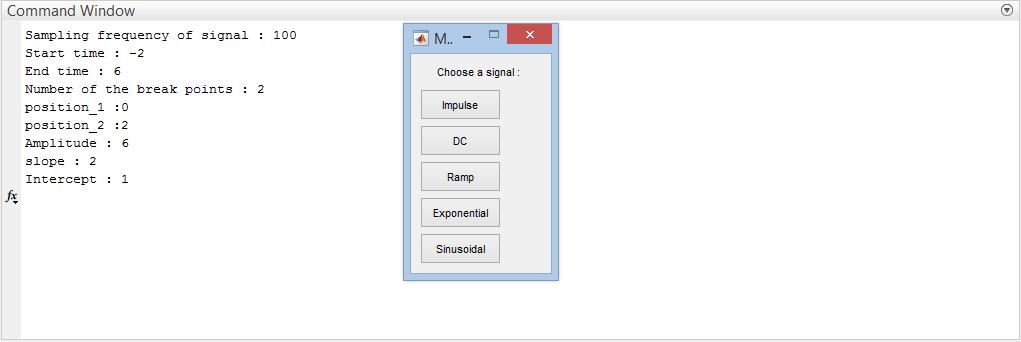 Command Window
Sampling frequency of signal : 100
Start time : -2
End time : 6
Number of the break points : 2
position_1 :0
position_2 :2
Amplitude : 6
slope : 2
Intercept : 1
fx
M..
Choose a signal :
Impulse
DC
Ramp
Exponential
Sinusoidal